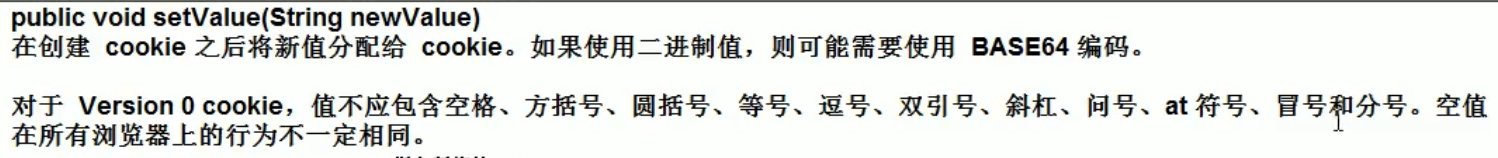 public void setValue(String newValue)
在创建 cookie 之后将新值分配给 cookie。如果使用二进制值，则可能需要使用 BASE64 编码。
对于 Version 0 cookie，值不应包含空格、方括号、圆括号、等号、逗号、双引号、斜杠、问号、at 符号、冒号和分号。空值
在所有浏览器上的行为不一定相同。